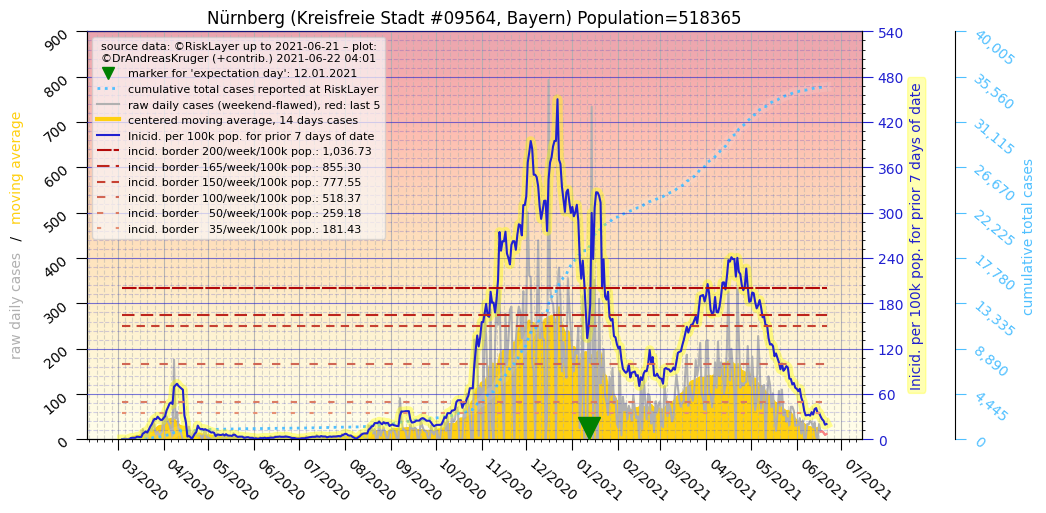 Nürnberg (Kreisfreie Stadt #09564, Bayern) Population=518365
source data: ©RiskLayer up to 2021-06-21 – plot:
©DrAndreasKruger (+contrib.) 2021-06-22 04:01
marker for 'expectation day': 12.01.2021
cumulative total cases reported at RiskLayer
raw daily cases (weekend-flawed), red: last 5
centered moving average, 14 days cases
Inicid. per 100k pop. for prior 7 days of date
incid. border 200/week/100k pop.: 1,036.73
incid. border 165/week/100k pop.: 855.30
incid. border 150/week/100k pop.: 777.55
incid. border 100/week/100k pop.: 518.37
incid. border 50/week/100k pop.: 259.18
incid. border 35/week/100k pop.: 181.43
raw daily cases / moving average
900
800
700
600
500
400
300
200
100
0
03/2020
04/2020
05/2020
06/2020
07/2020
08/2020
09/2020
10/2020
11/2020
12/2020
01/2021
02/2021
03/2021
04/2021
05/2021
06/2021
07/2021
540
480
420
360
300
240
180
120
60
0
Inicid. per 100k pop. for prior 7 days of date
40,005
35,560
31,115
26,670
22,225
17,780
13,335
8,890
4,445
0
cumulative total cases